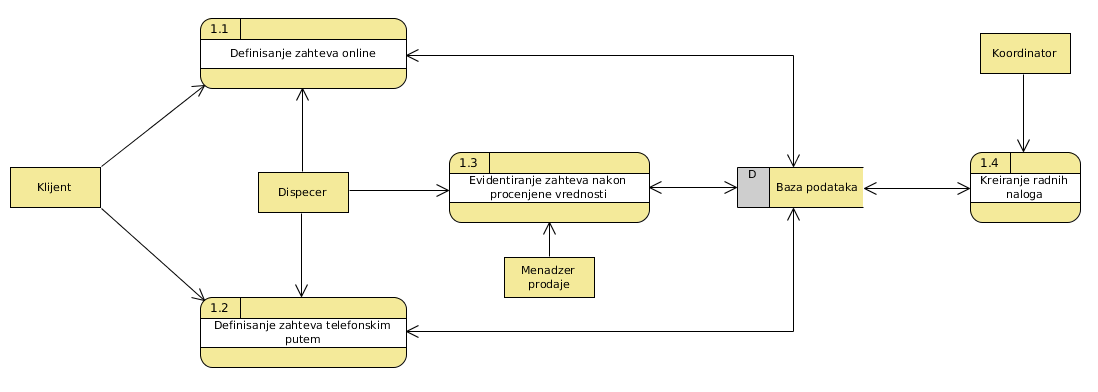 1.1
Definisanje zahteva online
Koordinator
Klijent
Dispecer
1.3
Evidentiranje zahteva nakon
procenjene vrednosti
D
Baza podataka
1.4
Kreiranje radnih
naloga
Menadzer
prodaje
1.2
Definisanje zahteva telefonskim
putem